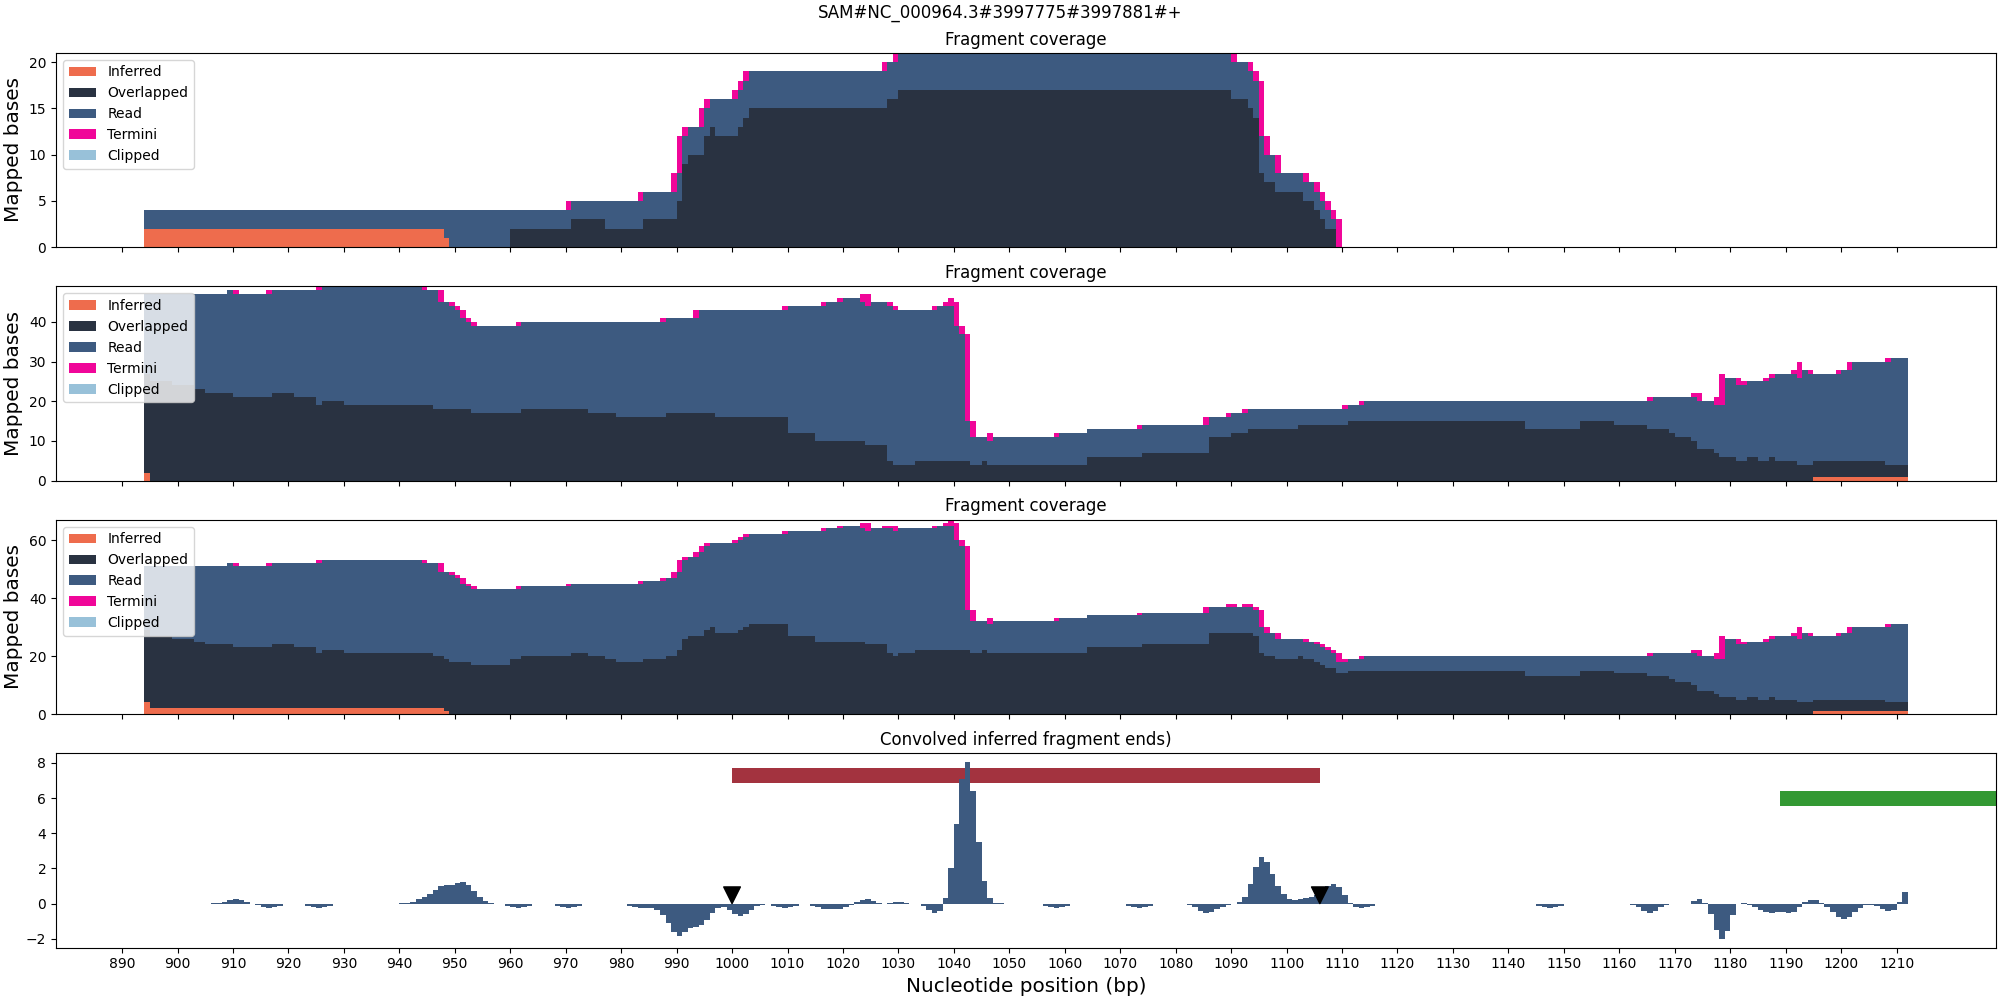 SAM#NC_000964.3#3997775#3997881#+
Fragment coverage
Mapped bases
20
15
10
5
0
Inferred
Overlapped
Read
Termini
Clipped
Fragment coverage
Mapped bases
40
30
20
10
0
Inferred
Overlapped
Read
Termini
Clipped
Fragment coverage
Mapped bases
60
40
20
0
Inferred
Overlapped
Read
Termini
Clipped
Convolved inferred fragment ends)
8
6
4
2
0
−2
890 900 910 920 930 940 950 960 970 980 990 1000 1010 1020 1030 1040 1050 1060 1070 1080 1090 1100 1110 1120 1130 1140 1150 1160 1170 1180 1190 1200 1210
Nucleotide position (bp)